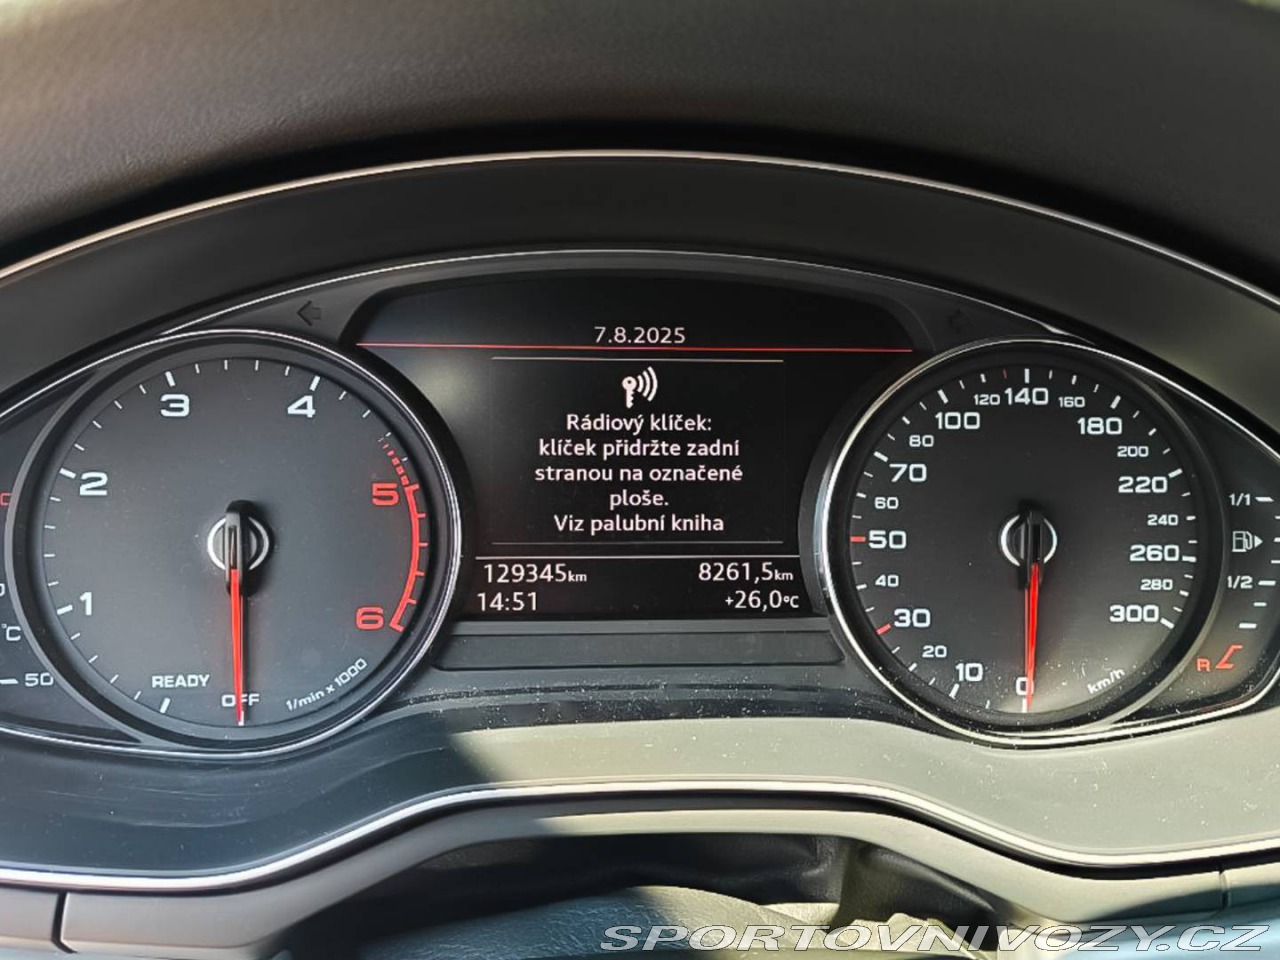 7.8.2025
Rádiový klíček:
klíček přidržte zadní
stranou na označené
ploše.
Viz palubní kniha
129345km 8261,5km
14:51 +26,0°C
1 2 3 4 5 6
READY
OFF
1/min x 1000
°C
50
0 10 20 30 40 50 60 70 80 100 120 140 160 180 200 220 240 260 280 300
km/h
1/1
1/2
R
SPORTOVNIVOZY.CZ